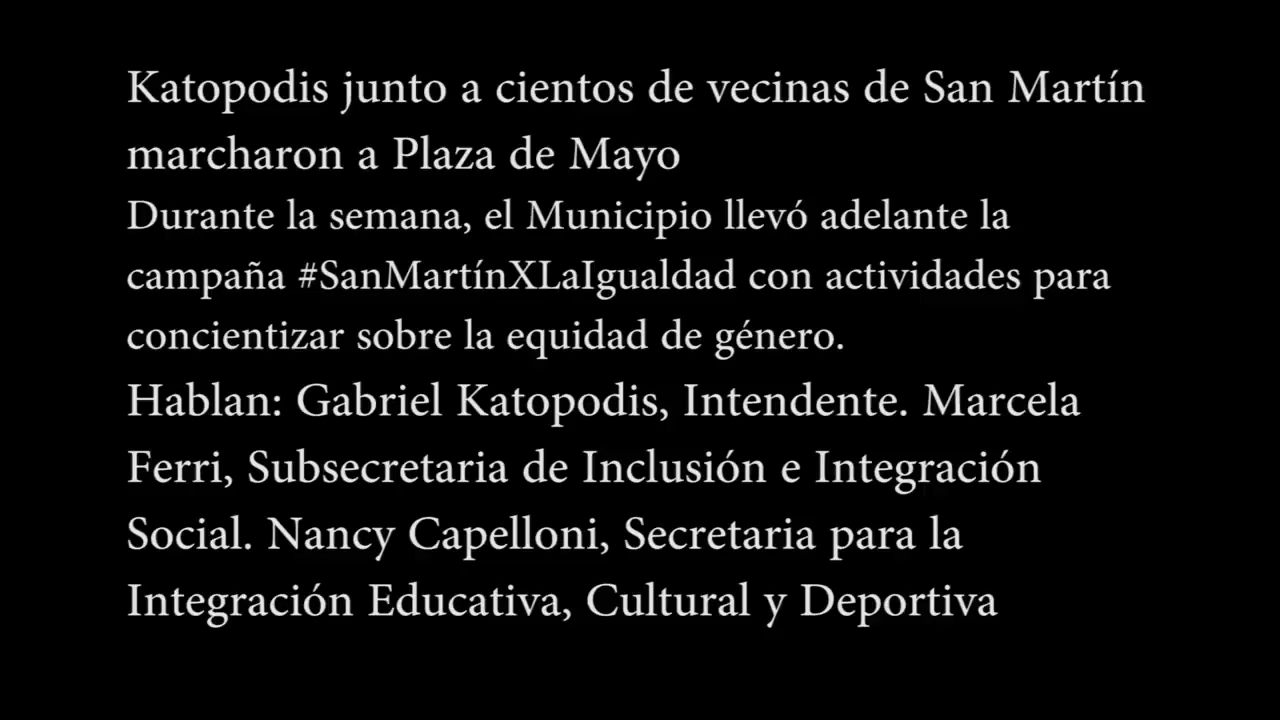 Katopodis junto a cientos de vecinas de San Martín
marcharon a Plaza de Mayo
Durante la semana, el Municipio llevó adelante la
campaña #SanMartínXLaIgualdad con actividades para
concientizar sobre la equidad de género.
Hablan: Gabriel Katopodis, Intendente. Marcela
Ferri, Subsecretaria de Inclusión e Integración
Social. Nancy Capelloni, Secretaria para la
Integración Educativa, Cultural y Deportiva